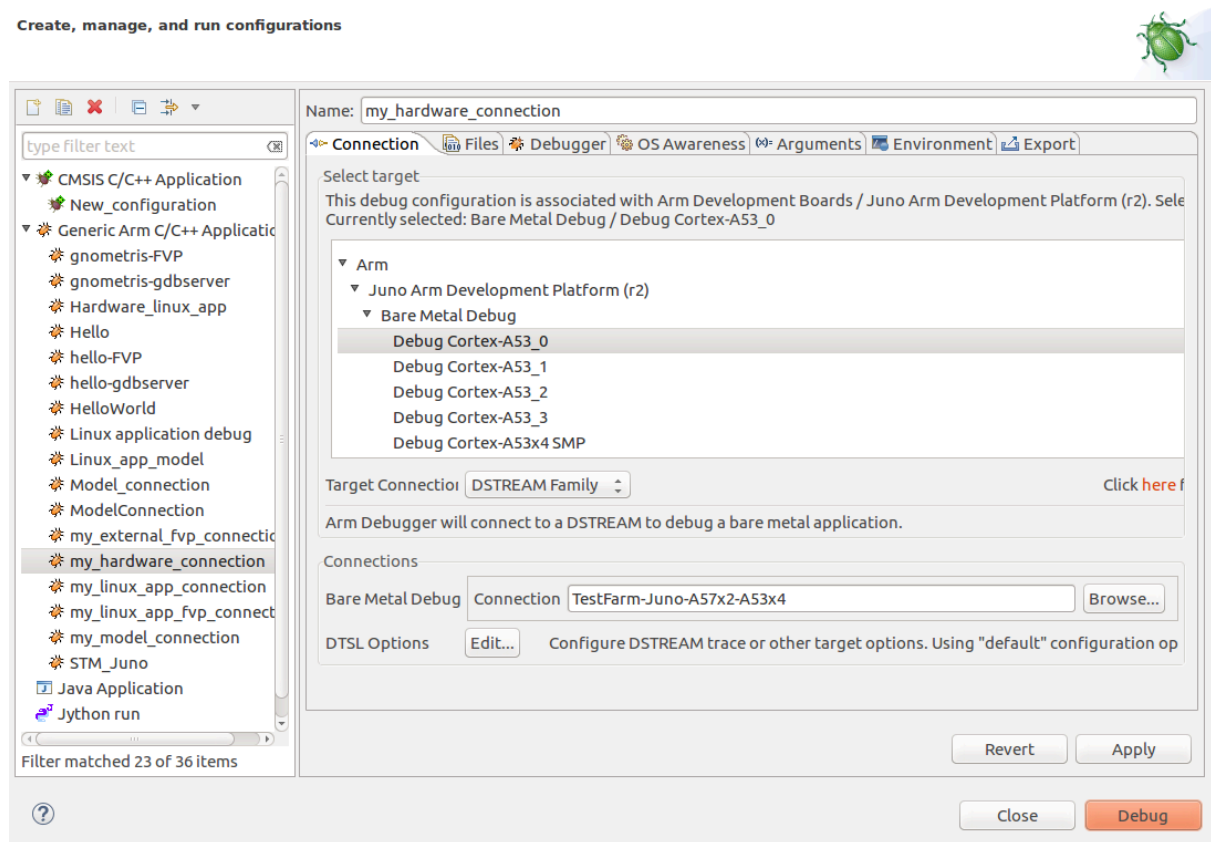 Create, manage, and run configurations
type filter text
CMSIS C/C++ Application
New_configuration
Generic Arm C/C++ Applicatic
gnometris-FVP
gnometris-gdbserver
Hardware_linux_app
Hello
hello-FVP
hello-gdbserver
HelloWorld
Linux application debug
Linux_app_model
Model_connection
ModelConnection
my_external_fvp_connectic
my_hardware_connection
my_linux_app_connection
my_linux_app_fvp_connect
my_model_connection
STM_Juno
Java Application
Jython run
Filter matched 23 of 36 items
Name: my_hardware_connection
Connection Files Debugger OS Awareness Arguments Environment Export
Select target
This debug configuration is associated with Arm Development Boards / Juno Arm Development Platform (r2). Sele
Currently selected: Bare Metal Debug / Debug Cortex-A53_0
Arm
Juno Arm Development Platform (r2)
Bare Metal Debug
Debug Cortex-A53_0
Debug Cortex-A53_1
Debug Cortex-A53_2
Debug Cortex-A53_3
Debug Cortex-A53x4 SMP
Target Connection DSTREAM Family Click here f
Arm Debugger will connect to a DSTREAM to debug a bare metal application.
Connections
Bare Metal Debug Connection TestFarm-Juno-A57x2-A53x4 Browse...
DTSL Options Edit... Configure DSTREAM trace or other target options. Using "default" configuration op
Revert Apply
? Close Debug